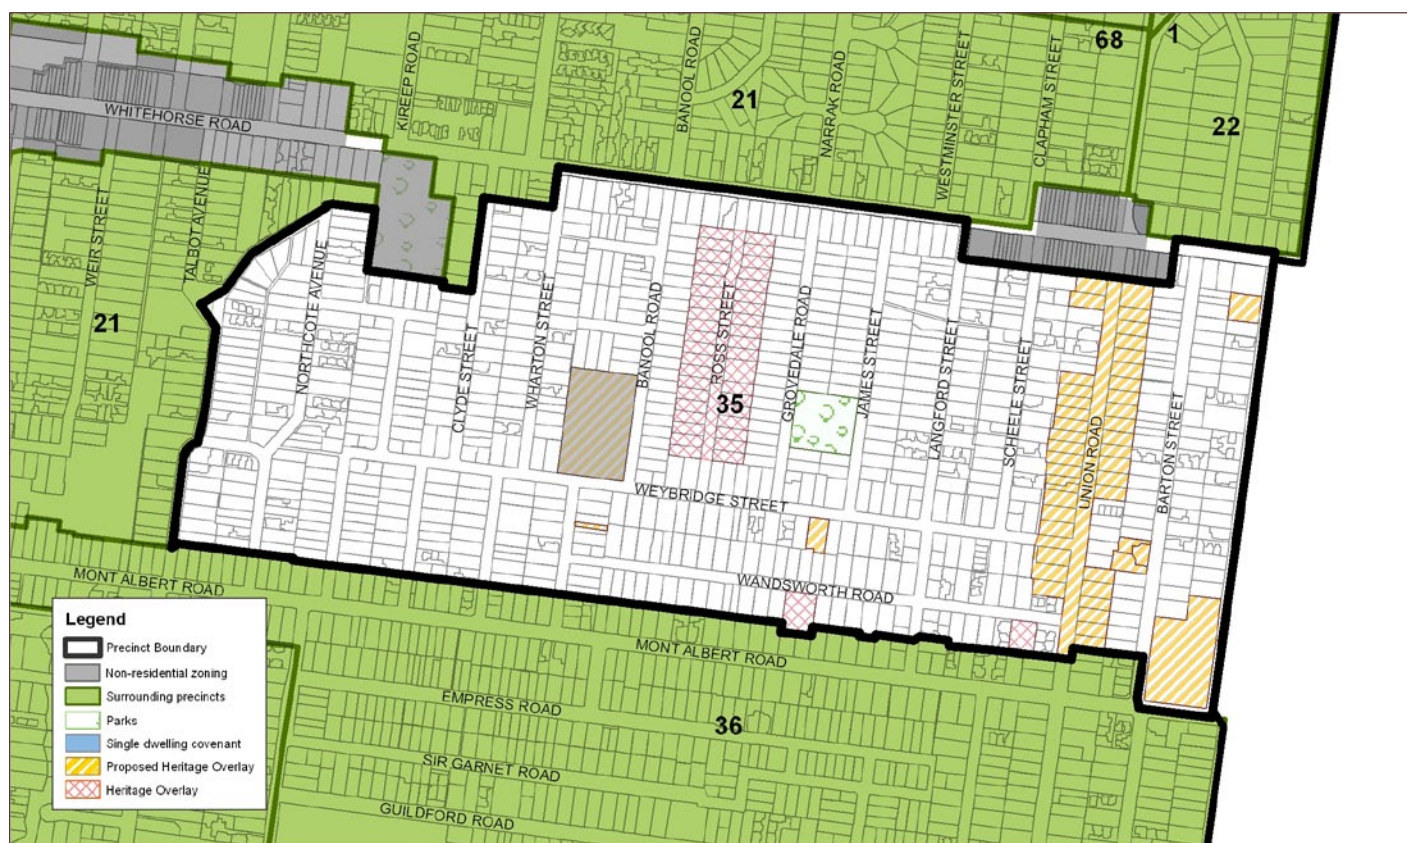 68
1
KIREEP ROAD
BANOOL ROAD
NARRAK ROAD
WESTMINSTER STREET
CLAPHAM STREET
21
WHITEHORSE ROAD
22
WEIR STREET
TALBOT AVENUE
NORTHCOTE AVENUE
21
CLYDE STREET
WHARTON STREET
BANOOL ROAD
ROSS STREET
GROVEDALE ROAD
JAMES STREET
LANGFORD STREET
SCHEELE STREET
UNION ROAD
BARTON STREET
35
WEYBRIDGE STREET
WANDSWORTH ROAD
MONT ALBERT ROAD
MONT ALBERT ROAD
EMPRESS ROAD
36
SIR GARNET ROAD
GUILDFORD ROAD
Legend
Precinct Boundary
Non-residential zoning
Surrounding precincts
Parks
Single dwelling covenant
Proposed Heritage Overlay
Heritage Overlay